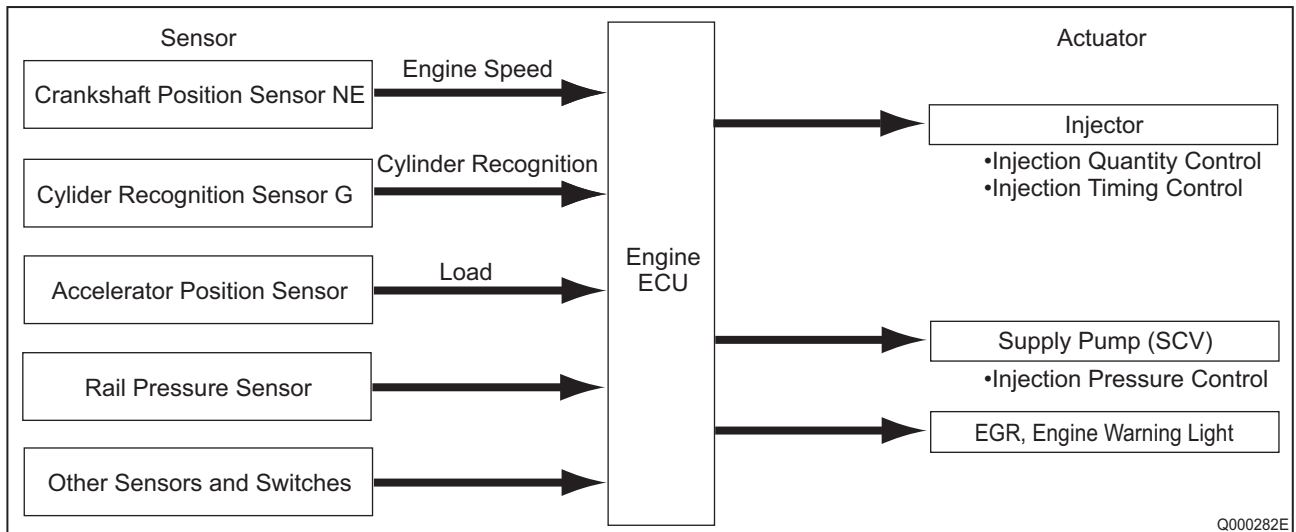 Sensor
Actuator
Crankshaft Position Sensor NE
Engine Speed
Cylider Recognition Sensor G
Cylinder Recognition
Accelerator Position Sensor
Load
Rail Pressure Sensor
Other Sensors and Switches
Engine
ECU
Injector
•Injection Quantity Control
•Injection Timing Control
Supply Pump (SCV)
•Injection Pressure Control
EGR, Engine Warning Light
Q000282E